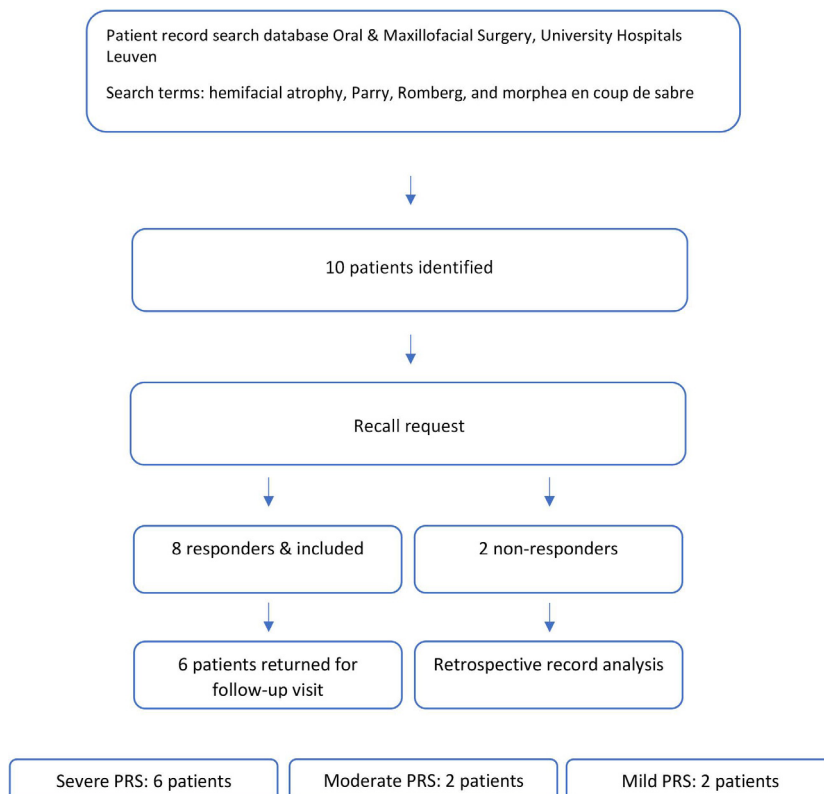 Patient record search database Oral & Maxillofacial Surgery, University Hospitals
Leuven
Search terms: hemifacial atrophy, Parry, Romberg, and morphea en coup de sabre
10 patients identified
Recall request
8 responders & included
2 non-responders
6 patients returned for
follow-up visit
Retrospective record analysis
Severe PRS: 6 patients
Moderate PRS: 2 patients
Mild PRS: 2 patients